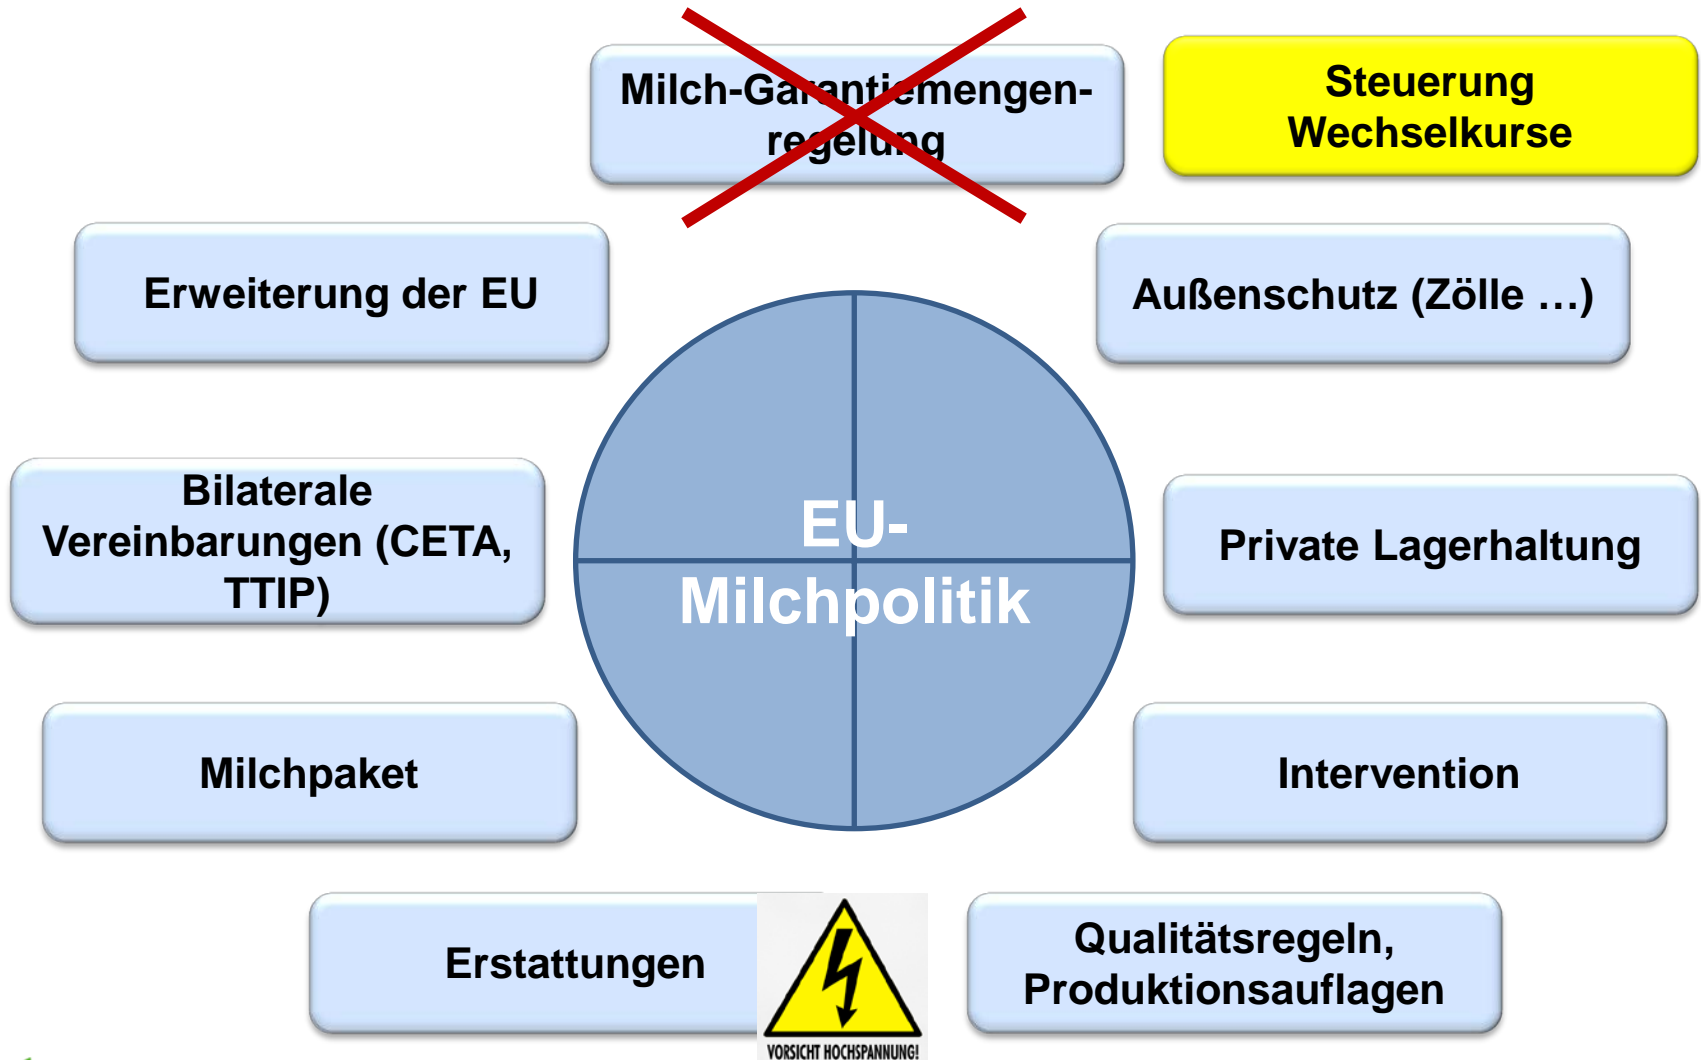 Milch-Garantiemengen-
regelung
Steuerung
Wechselkurse
Erweiterung der EU
Außenschutz (Zölle …)
Bilaterale
Vereinbarungen (CETA,
TTIP)
EU-
Milchpolitik
Private Lagerhaltung
Milchpaket
Intervention
Erstattungen
VORSICHT HOCHSPANNUNG!
Qualitätsregeln,
Produktionsauflagen